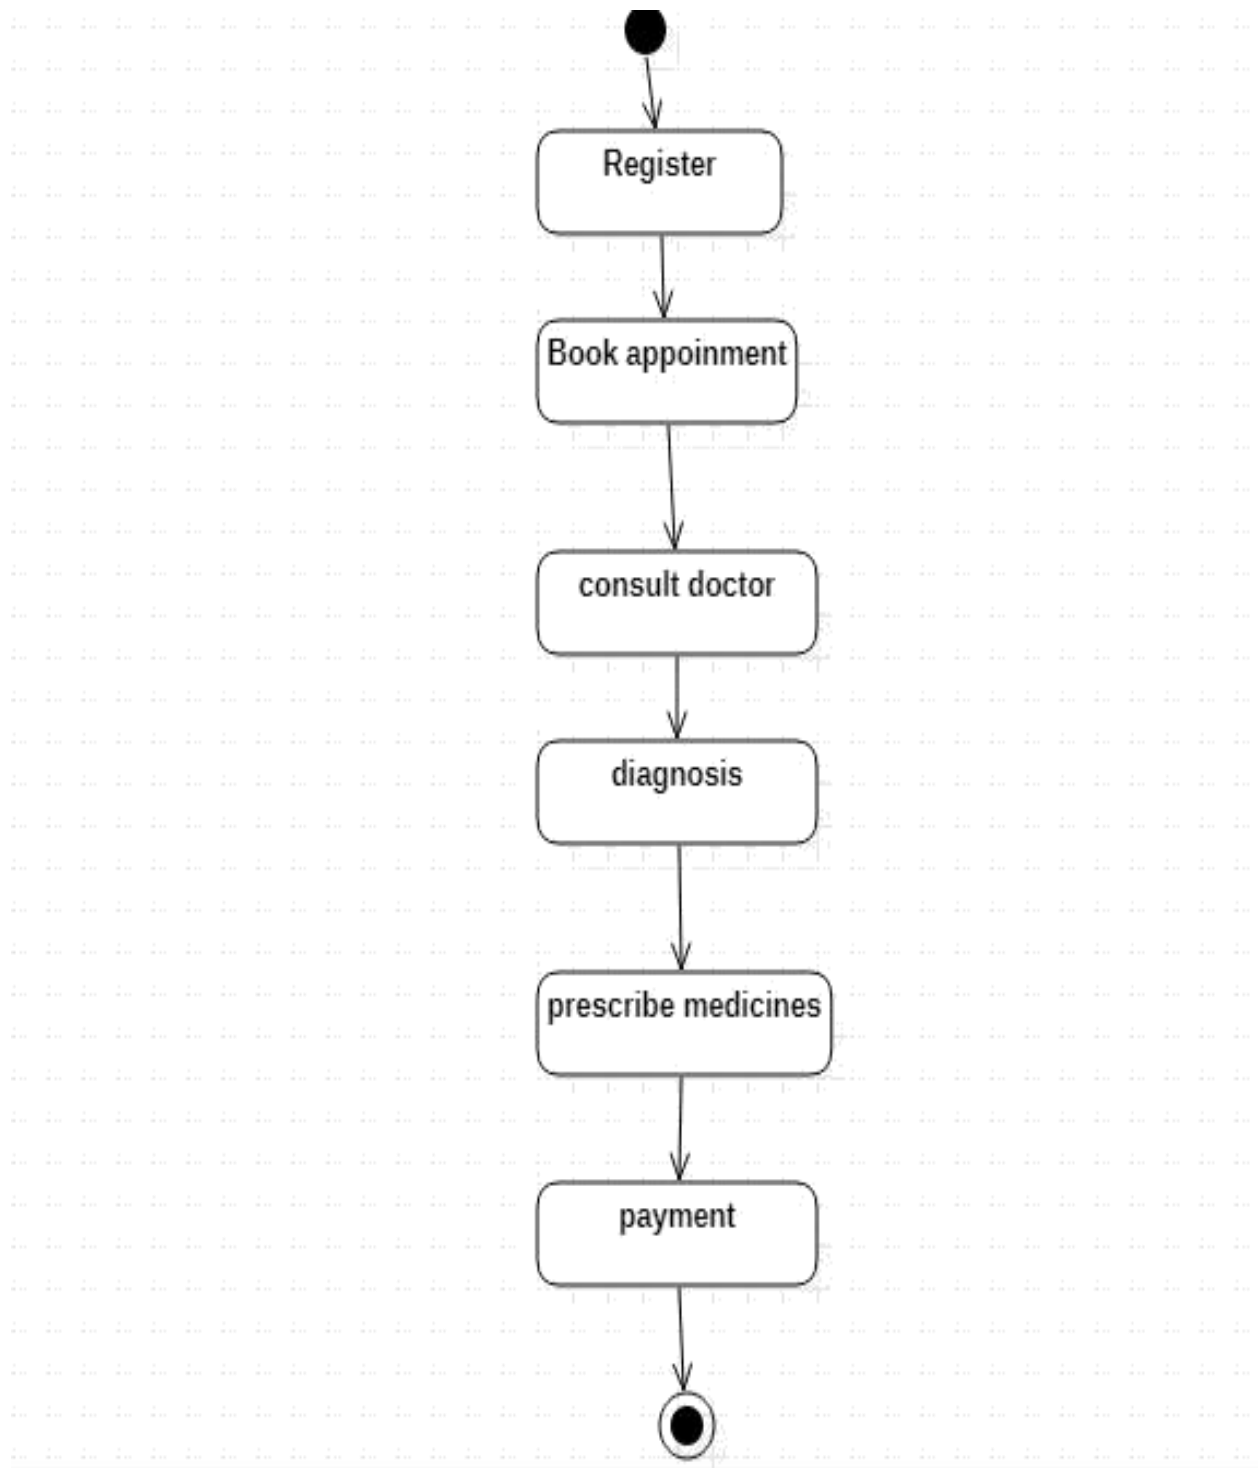 Register
Book appoinment
consult doctor
diagnosis
prescribe medicines
payment